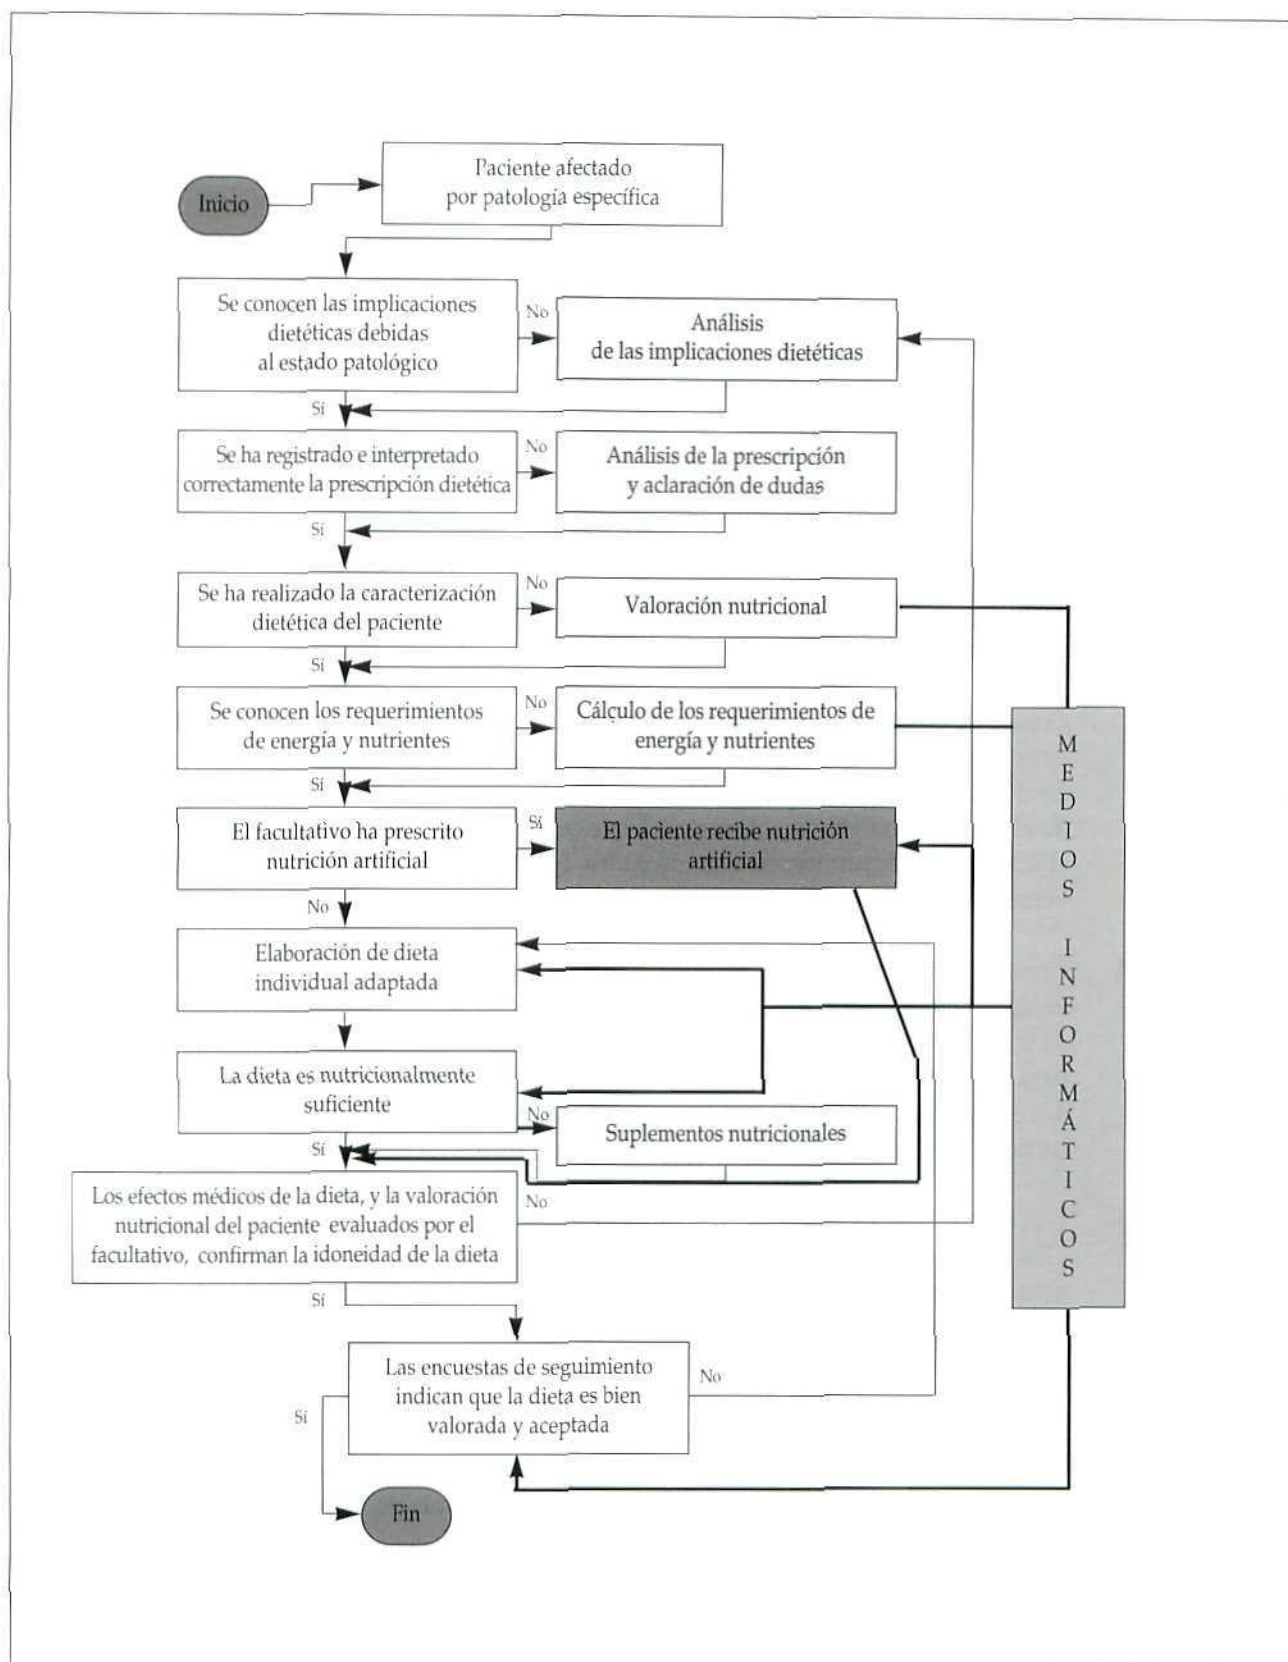 Inicio
Paciente afectado
por patología específica
Se conocen las implicaciones
dietéticas debidas
al estado patológico
No
Análisis
de las implicaciones dietéticas
Sí
Se ha registrado e interpretado
correctamente la prescripción dietética
No
Análisis de la prescripción
y aclaración de dudas
Sí
Se ha realizado la caracterización
dietética del paciente
No
Valoración nutricional
Sí
Se conocen los requerimientos
de energía y nutrientes
No
Cálculo de los requerimientos de
energía y nutrientes
Sí
El facultativo ha prescrito
nutrición artificial
Sí
El paciente recibe nutrición
artificial
No
Elaboración de dieta
individual adaptada
La dieta es nutricionalmente
suficiente
No
Suplementos nutricionales
Sí
Los efectos médicos de la dieta, y la valoración
nutricional del paciente evaluados por el
facultativo, confirman la idoneidad de la dieta
No
Sí
Las encuestas de seguimiento
indican que la dieta es bien
valorada y aceptada
No
Sí
Fin
MEDIOS INFORMÁTICOS